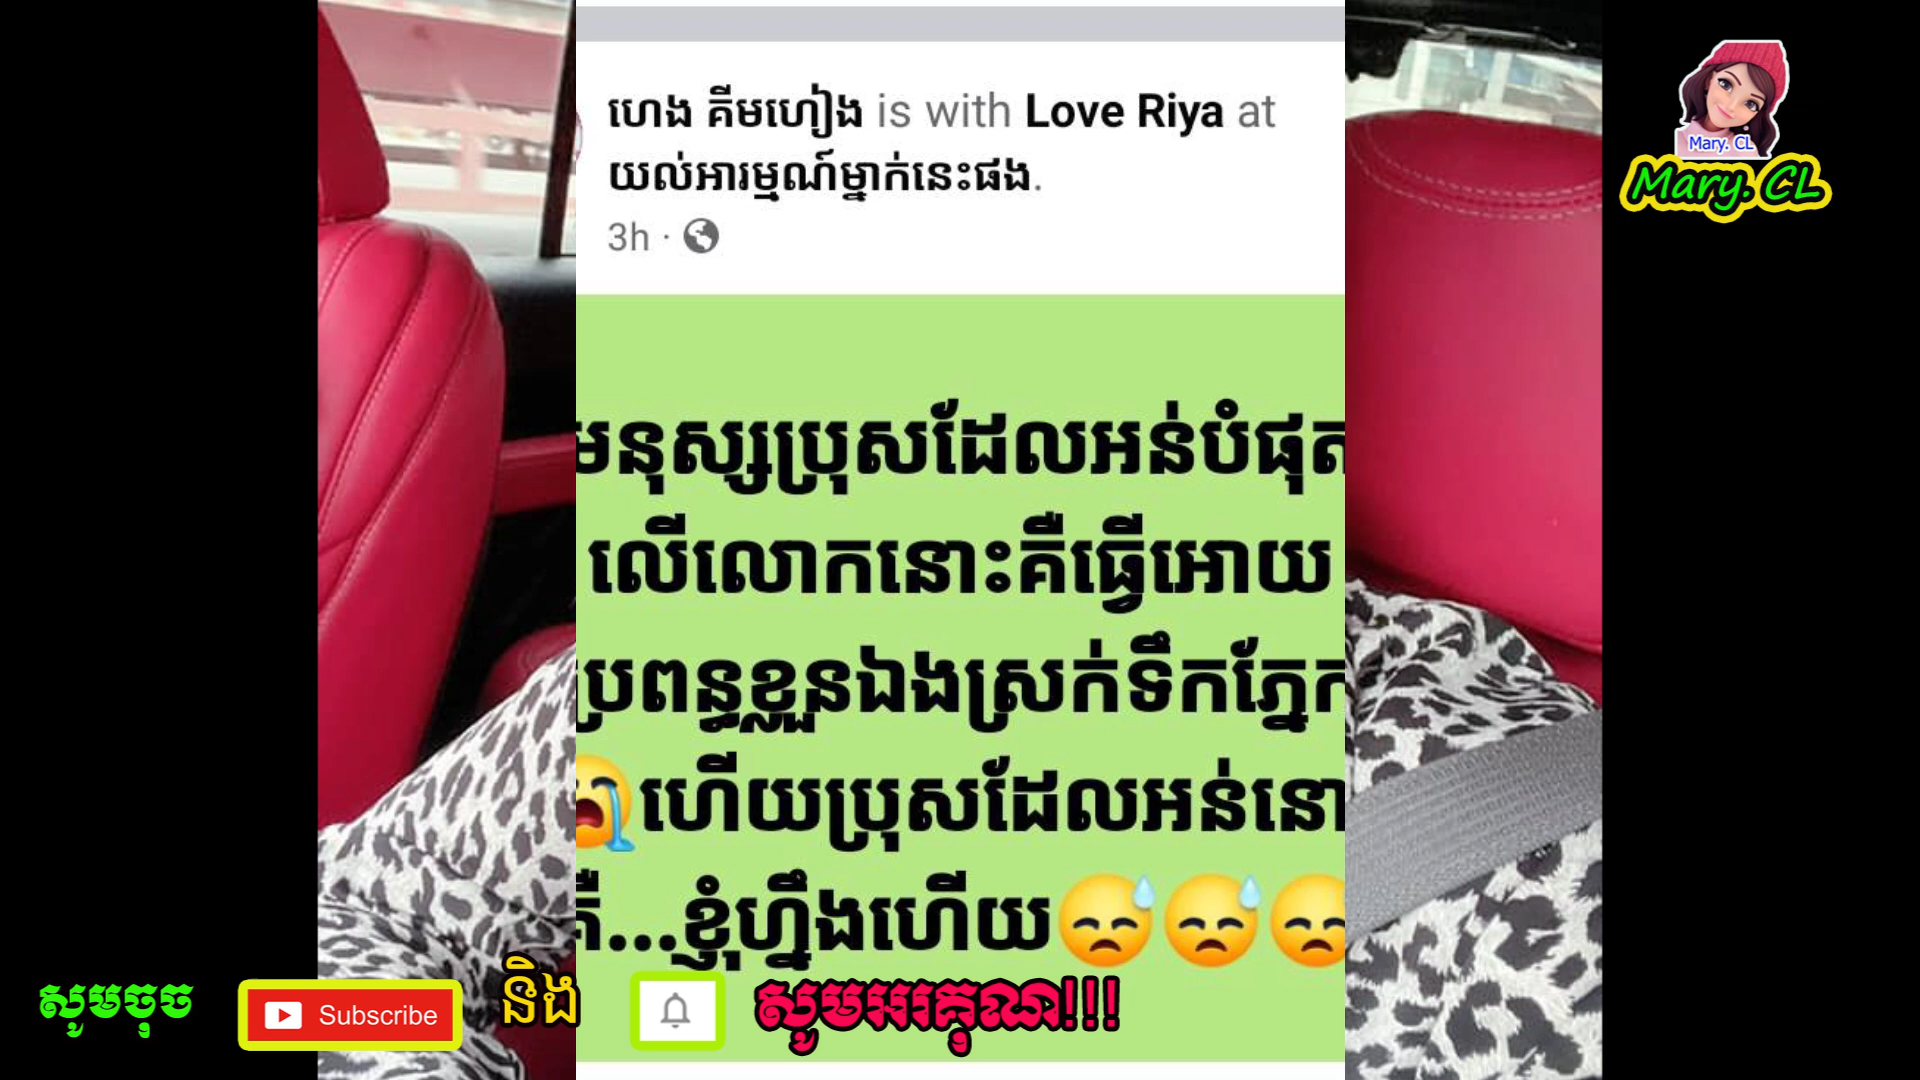 ហេង គីមហៀង is with Love Riya at
យល់អារម្មណ៍ម្នាក់នេះផង.
3h ·
Mary. CL
Mary. CL
មនុស្សប្រុសដែលអន់បំផុត
លើលោកនោះគឺធ្វើអោយ
ប្រពន្ធខ្លួនឯងស្រក់ទឹកភ្នែក
ហើយប្រុសដែលអន់នោ
គឺ...ខ្ញុំហ្នឹងហើយ😓😓😓
សូមចុច Subscribe និង សូមអរគុណ!!!